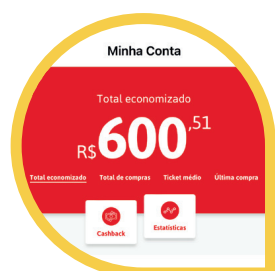 Minha Conta
Total economizado
R$600,51
Total economizado Total de compras Ticket médio Última compra
Cashback Estatísticas